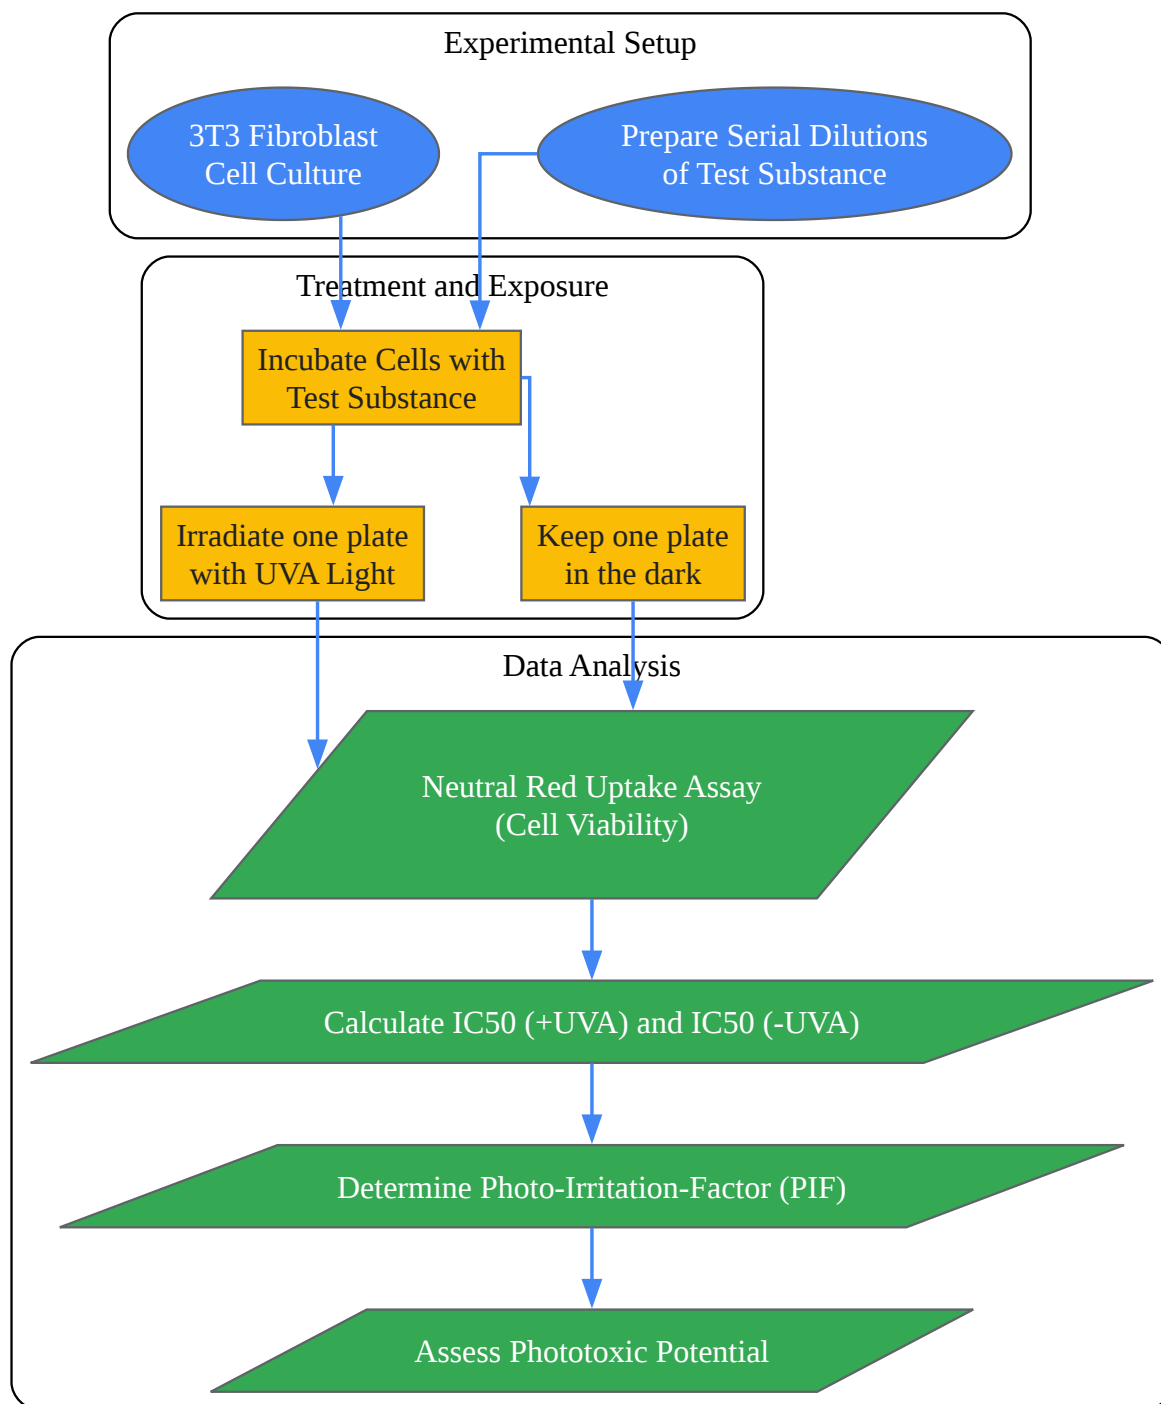 Experimental Setup
3T3 Fibroblast
Cell Culture
Prepare Serial Dilutions
of Test Substance
Treatment and Exposure
Incubate Cells with
Test Substance
Irradiate one plate
with UVA Light
Keep one plate
in the dark
Data Analysis
Neutral Red Uptake Assay
(Cell Viability)
Calculate IC50 (+UVA) and IC50 (-UVA)
Determine Photo-Irritation-Factor (PIF)
Assess Phototoxic Potential